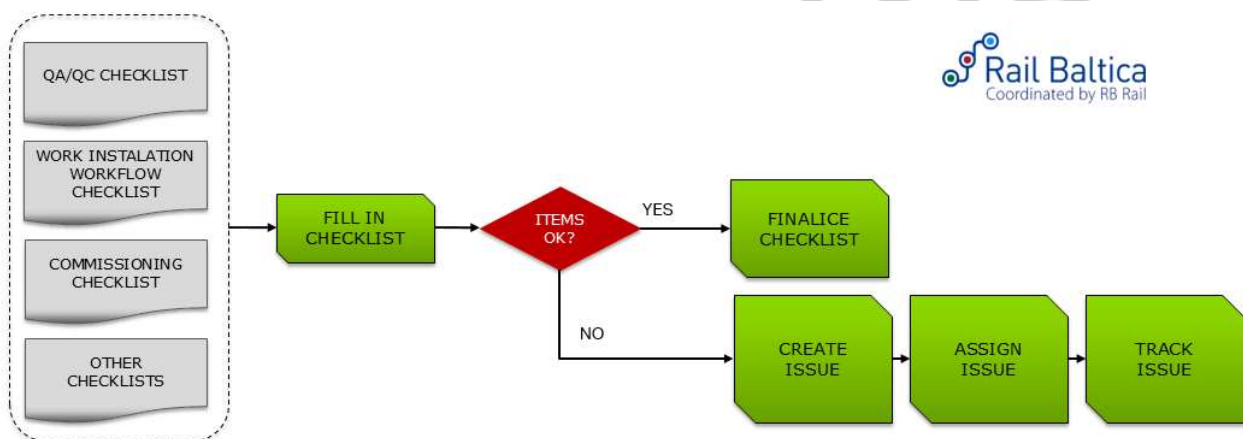 QA/QC CHECKLIST
WORK INSTALATION
WORKFLOW
CHECKLIST
COMMISSIONING
CHECKLIST
OTHER
CHECKLISTS
FILL IN
CHECKLIST
ITEMS
OK?
YES
NO
FINALICE
CHECKLIST
CREATE
ISSUE
ASSIGN
ISSUE
TRACK
ISSUE
Rail Baltica
Coordinated by RB Rail